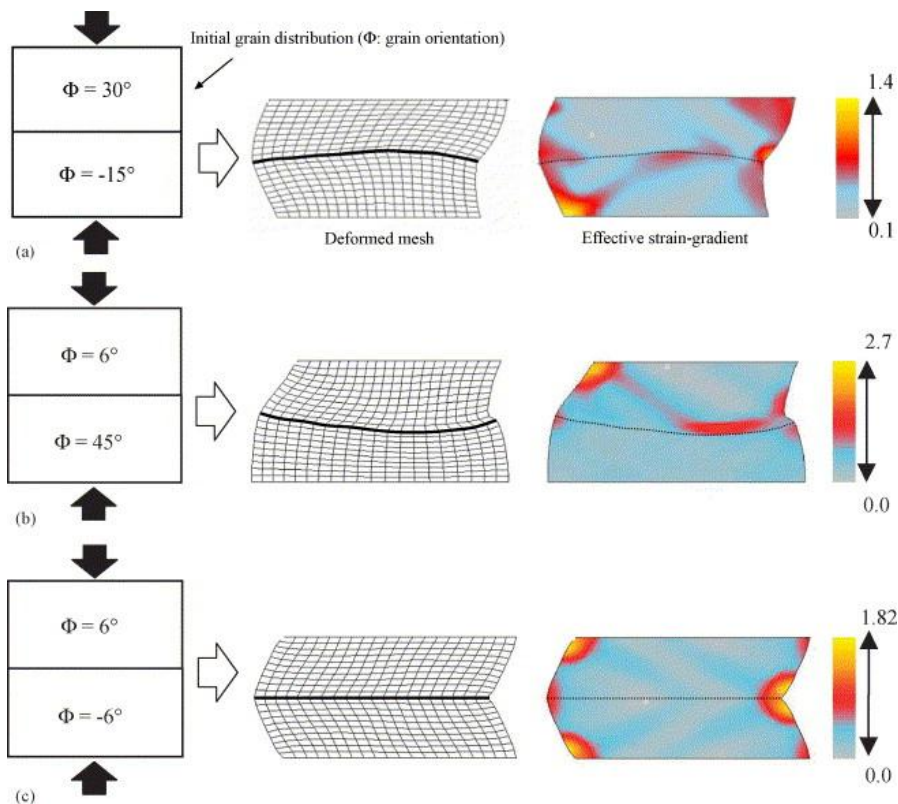 Initial grain distribution (Φ: grain orientation)
Φ = 30°
Φ = -15°
1.4
0.1
Deformed mesh
Effective strain-gradient
(a)
Φ = 6°
Φ = 45°
2.7
0.0
(b)
Φ = 6°
Φ = -6°
1.82
0.0
(c)